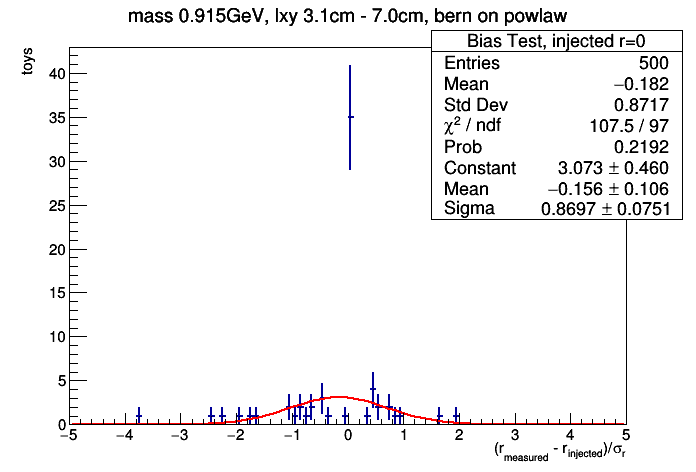 mass 0.915GeV, lxy 3.1cm - 7.0cm, bern on powlaw
toys
Bias Test, injected r=0
Entries 500
Mean −0.182
Std Dev 0.8717
χ² / ndf 107.5 / 97
Prob 0.2192
Constant 3.073 ± 0.460
Mean −0.156 ± 0.106
Sigma 0.8697 ± 0.0751
40
35
30
25
20
15
10
5
0
−5 −4 −3 −2 −1 0 1 2 3 4 5
(r_measured - r_injected)/σ_r